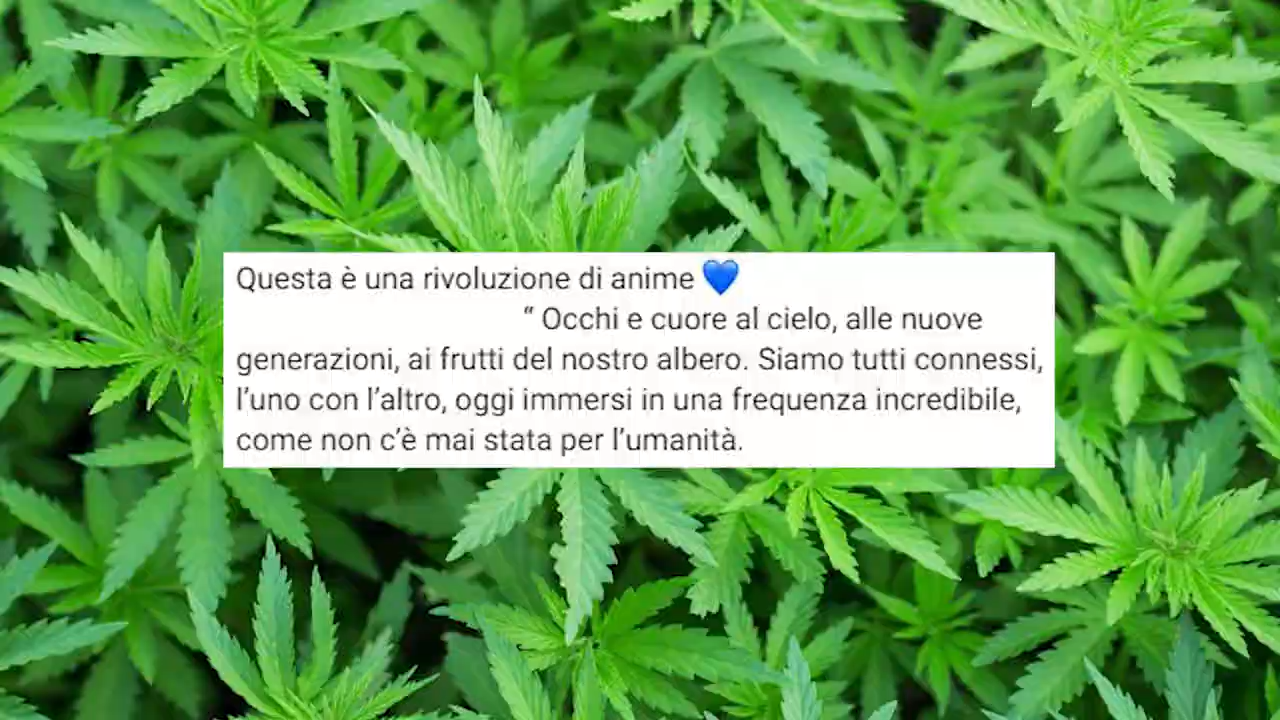 Questa è una rivoluzione di anime 💙
“ Occhi e cuore al cielo, alle nuove
generazioni, ai frutti del nostro albero. Siamo tutti connessi,
l’uno con l’altro, oggi immersi in una frequenza incredibile,
come non c’è mai stata per l’umanità.